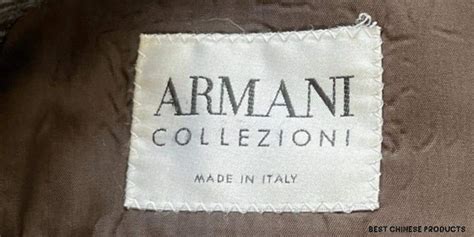 ARMANI
COLLEZIONI
MADE IN ITALY
BEST CHINESE PRODUCTS